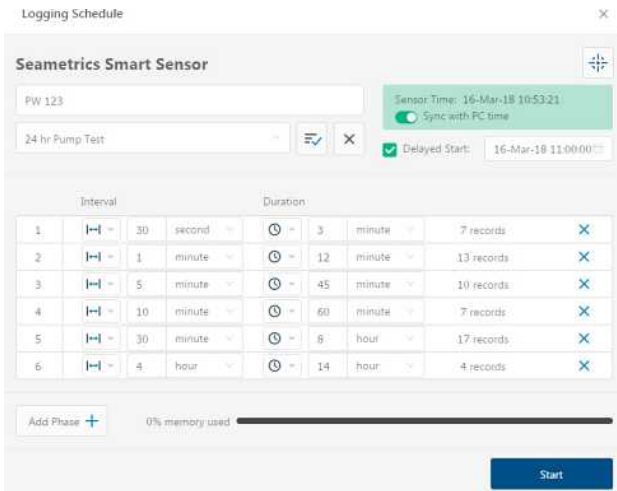 Logging Schedule
Seametrics Smart Sensor
PW 123
Sensor Time: 16-Mar-18 10:53:21
Sync with PC time
24 hr Pump Test
Delayed Start: 16-Mar-18 11:00:00
Interval Duration
1 30 second 3 minute 7 records
2 1 minute 12 minute 13 records
3 5 minute 45 minute 10 records
4 10 minute 60 minute 7 records
5 30 minute 8 hour 17 records
6 4 hour 14 hour 4 records
Add Phase 0% memory used
Start